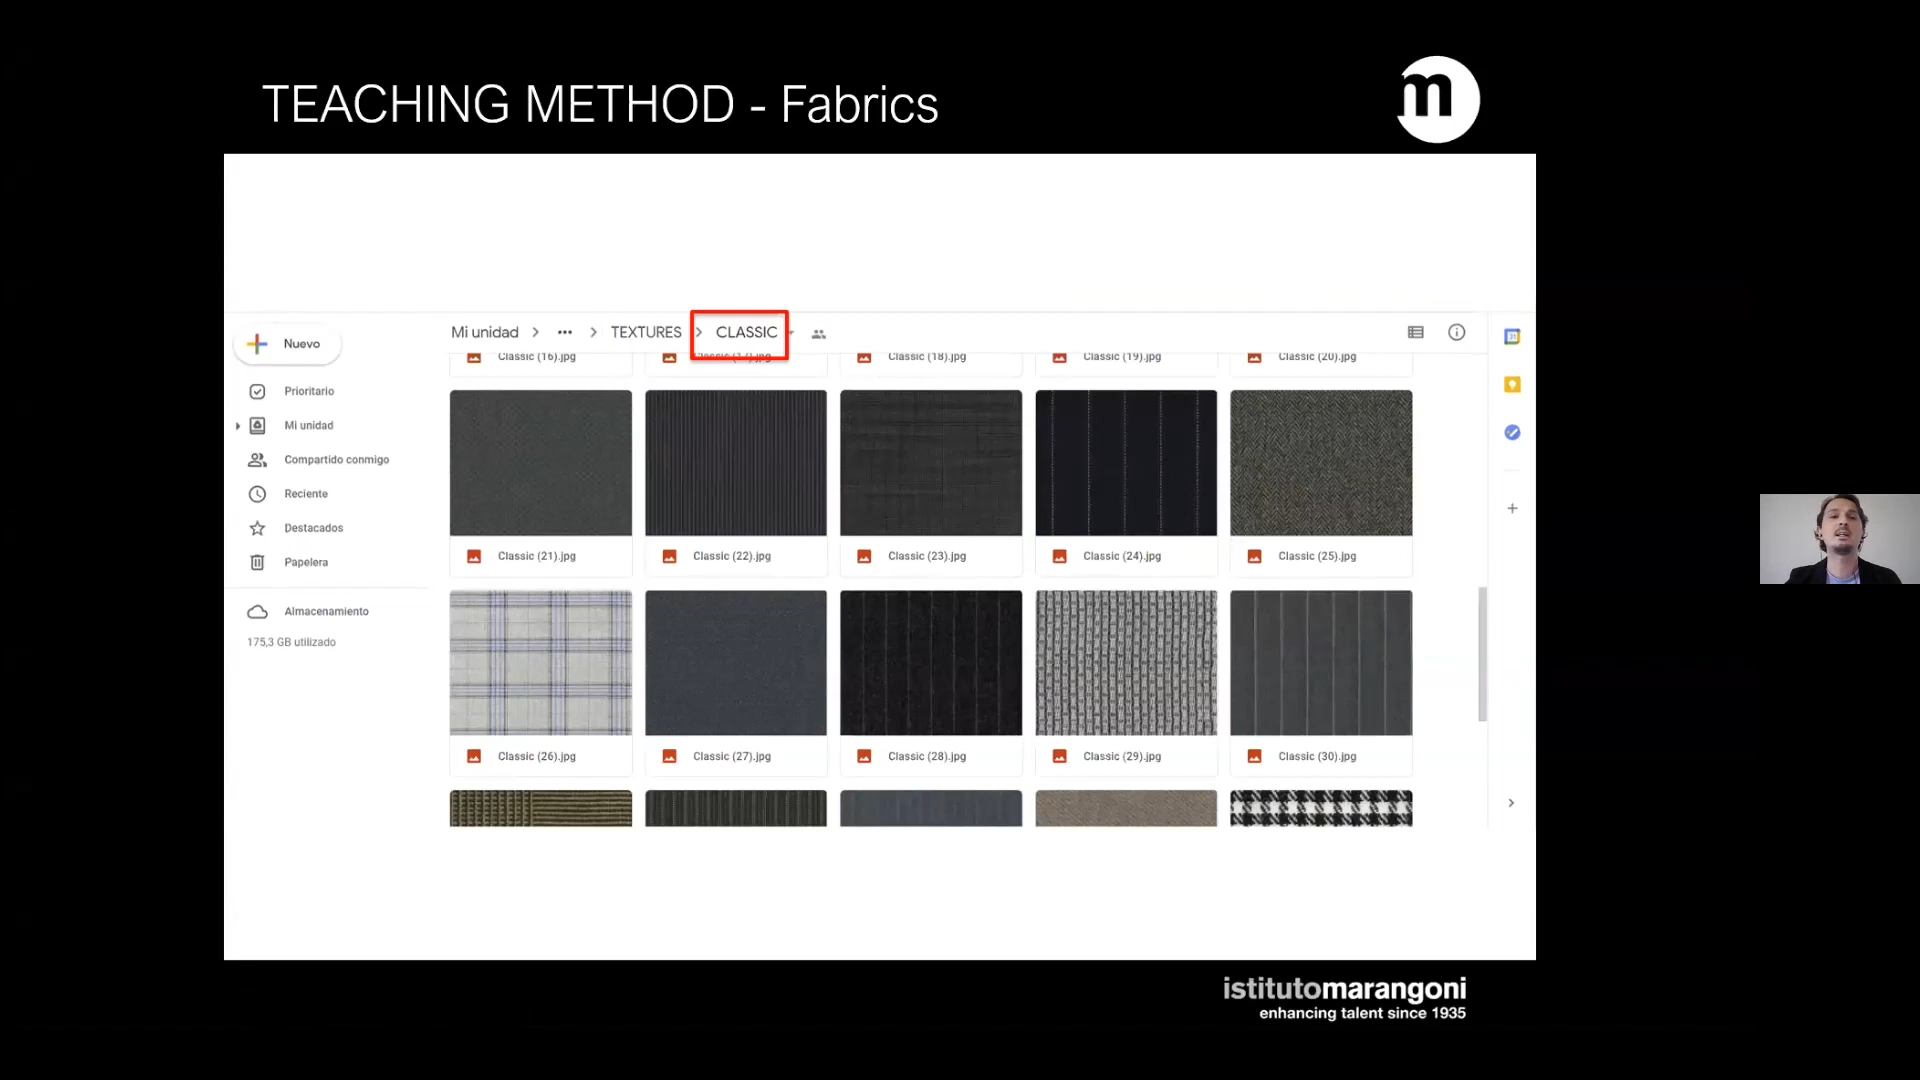 TEACHING METHOD - Fabrics
m
Mi unidad > ••• > TEXTURES > CLASSIC
Nuevo
Prioritario
Mi unidad
Compartido conmigo
Reciente
Destacados
Papelera
Almacenamiento
175,3 GB utilizado
Classic (16).jpg
Classic (17).jpg
Classic (18).jpg
Classic (19).jpg
Classic (20).jpg
Classic (21).jpg
Classic (22).jpg
Classic (23).jpg
Classic (24).jpg
Classic (25).jpg
Classic (26).jpg
Classic (27).jpg
Classic (28).jpg
Classic (29).jpg
Classic (30).jpg
istitutomarangoni
enhancing talent since 1935